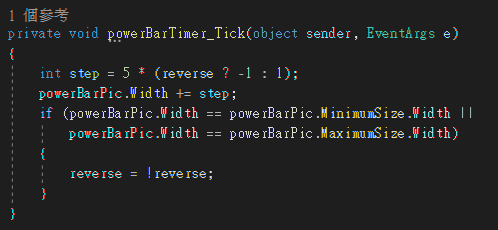 1 個參考
private void powerBarTimer_Tick(object sender, EventArgs e)
{
    int step = 5 * (reverse ? -1 : 1);
    powerBarPic.Width += step;
    if (powerBarPic.Width == powerBarPic.MinimumSize.Width ||
        powerBarPic.Width == powerBarPic.MaximumSize.Width)
    {
        reverse = !reverse;
    }
}